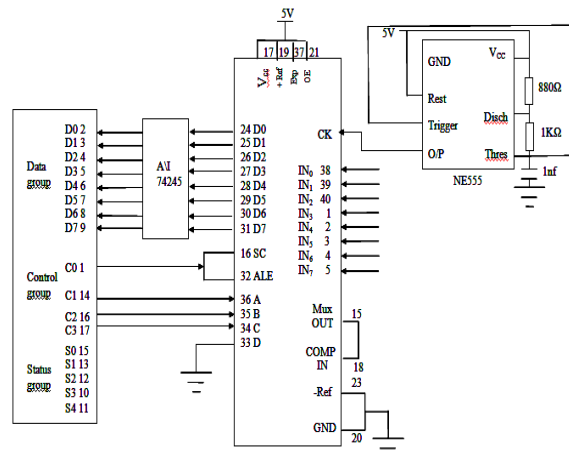 5V
17 19 37 21
Vcc
+ Ref
Exp
OE
5V
GND
Vcc
Rest
Trigger
Disch
O/P
Thres
NE555
880Ω
1KΩ
1nf
Data
group
D0 2
D1 3
D2 4
D3 5
D4 6
D5 7
D6 8
D7 9
A\I
74245
24 D0
25 D1
26 D2
27 D3
28 D4
29 D5
30 D6
31 D7
CK
IN0 38
IN1 39
IN2 40
IN3 1
IN4 2
IN5 3
IN6 4
IN7 5
Control
group
C0 1
C1 14
C2 16
C3 17
16 SC
32 ALE
36 A
35 B
34 C
33 D
Mux
OUT
15
COMP
IN
18
-Ref
23
GND
20
Status
group
S0 15
S1 13
S2 12
S3 10
S4 11